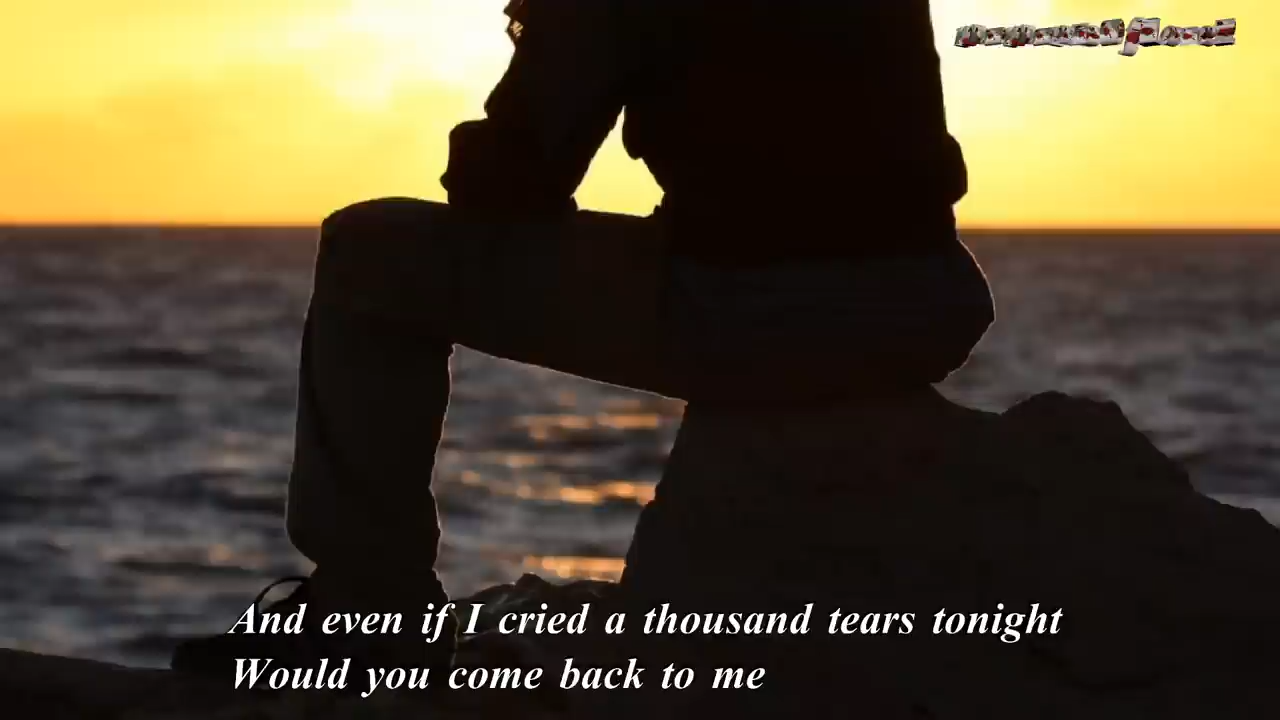 And even if I cried a thousand tears tonight
Would you come back to me